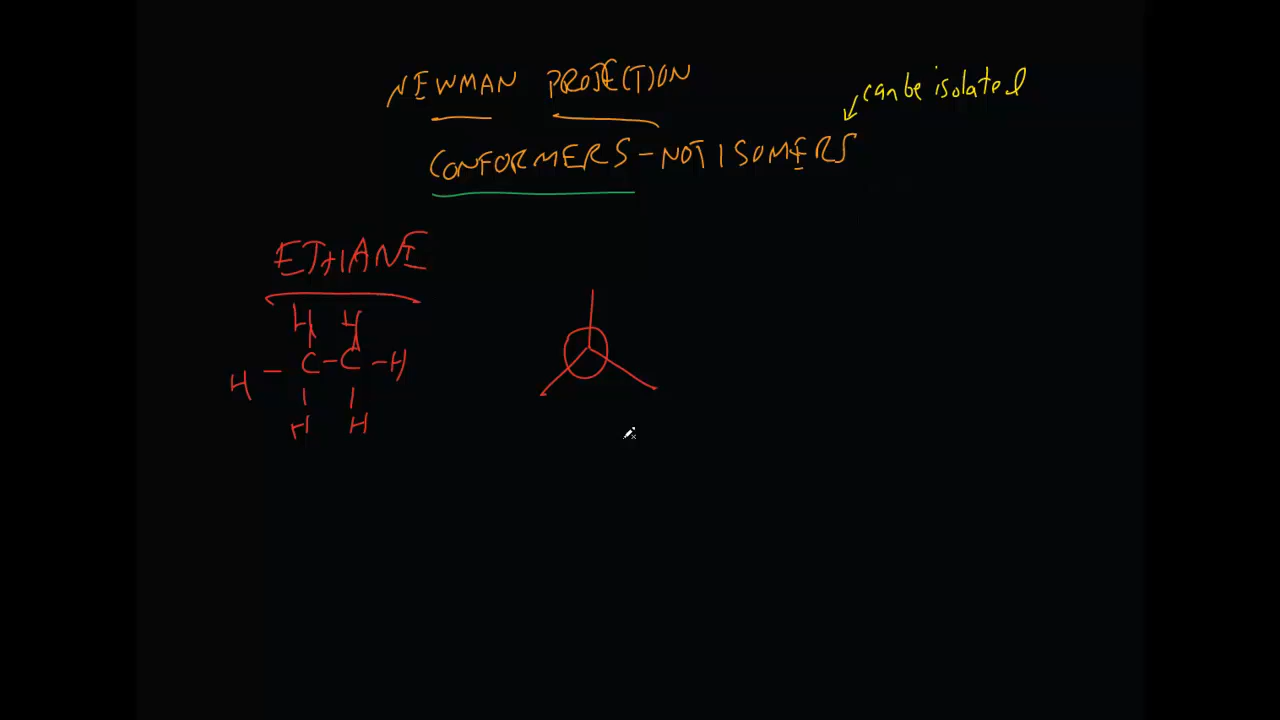 NEWMAN PROJECTION
can be isolated
CONFORMERS - NOT ISOMERS
ETHANE
H H
H - C - C - H
H H